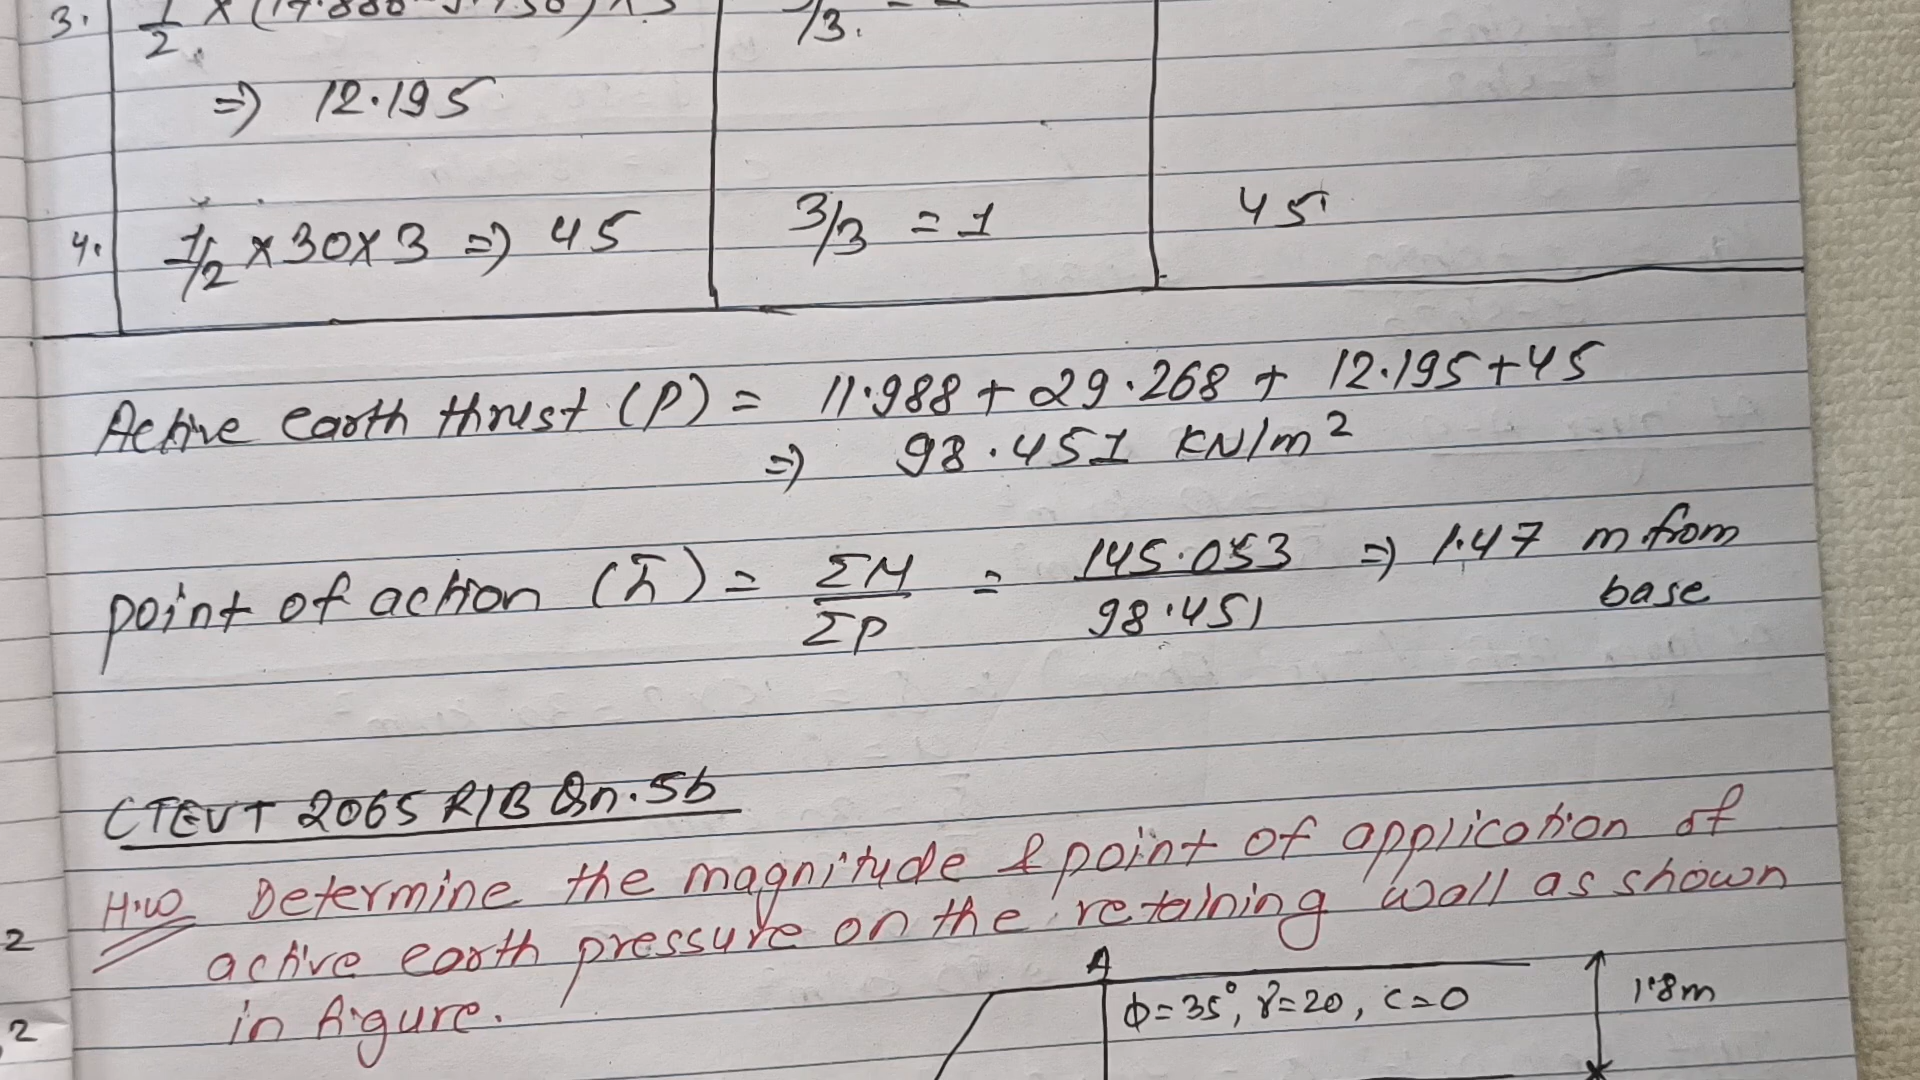 3. 1/2 × (
/3.
=) 12.195
4. 1/2 × 30 × 3 =) 45 3/3 = 1 45
Active earth thrust (P) = 11.988 + 29.268 + 12.195 + 45
=) 98.451 KN/m²
point of action (h̄) = ΣM/ΣP = 145.053/98.451 =) 1.47 m from
base
CTEVT 2065 R/B Qn.5b
H.W Determine the magnitude & point of application of
active earth pressure on the retaining wall as shown
in figure.
A
ϕ=35°, γ=20, c=0 1.8m
2
2